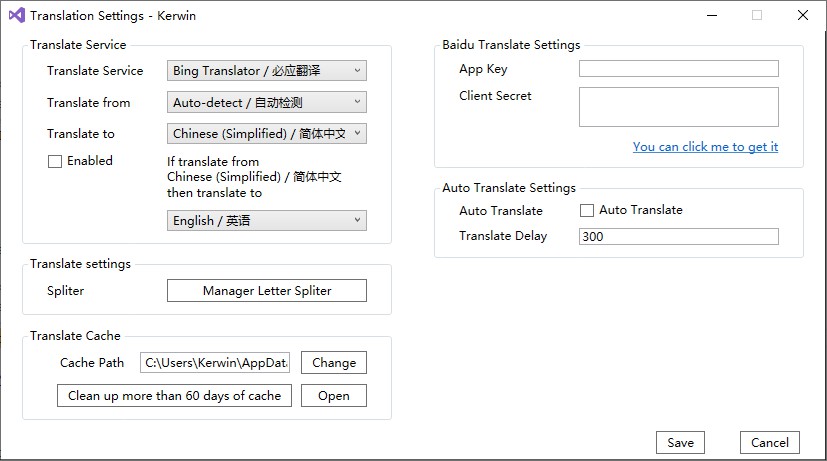 Translation Settings - Kerwin
Translate Service
Translate Service
Bing Translator / 必应翻译
Translate from
Auto-detect / 自动检测
Translate to
Chinese (Simplified) / 简体中文
Enabled
If translate from
Chinese (Simplified) / 简体中文
then translate to
English / 英语
Translate settings
Spliter
Manager Letter Spliter
Translate Cache
Cache Path
C:\Users\Kerwin\AppData
Change
Clean up more than 60 days of cache
Open
Baidu Translate Settings
App Key
Client Secret
You can click me to get it
Auto Translate Settings
Auto Translate
Auto Translate
Translate Delay
300
Save
Cancel